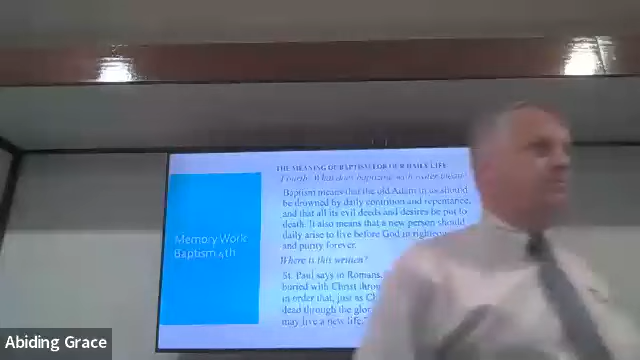 THE MEANING OF BAPTISM FOR OUR DAILY LIFE
Fourth: What does baptizing with water mean?
Baptism means that the old Adam in us should
be drowned by daily contrition and repentance,
and that all its evil deeds and desires be put to
death. It also means that a new person should
daily arise to live before God in
and purity forever.
Where is this written?
St. Paul says in Romans,
buried with Christ
in order that, just as
dead through the
may live a new life."
Memory Work:
Baptism 4th
Abiding Grace